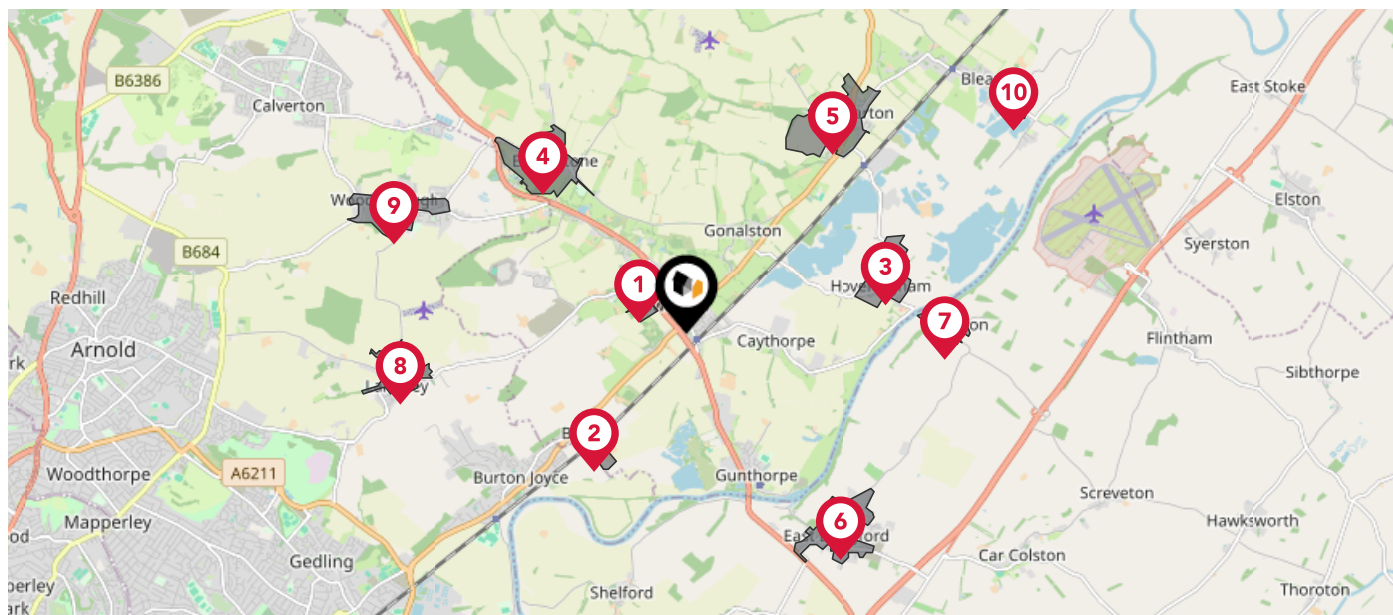 B6386
Calverton
10
East Stoke
5
4
Elston
9
Gonalston
B684
Syerston
3
Redhill
1
7
Flintham
Arnold
Caythorpe
8
Sibthorpe
2
Woodthorpe
A6211
Burton Joyce
Gunthorpe
Screveton
Mapperley
6
Hawksworth
Car Colston
Gedling
Shelford
Thoroton